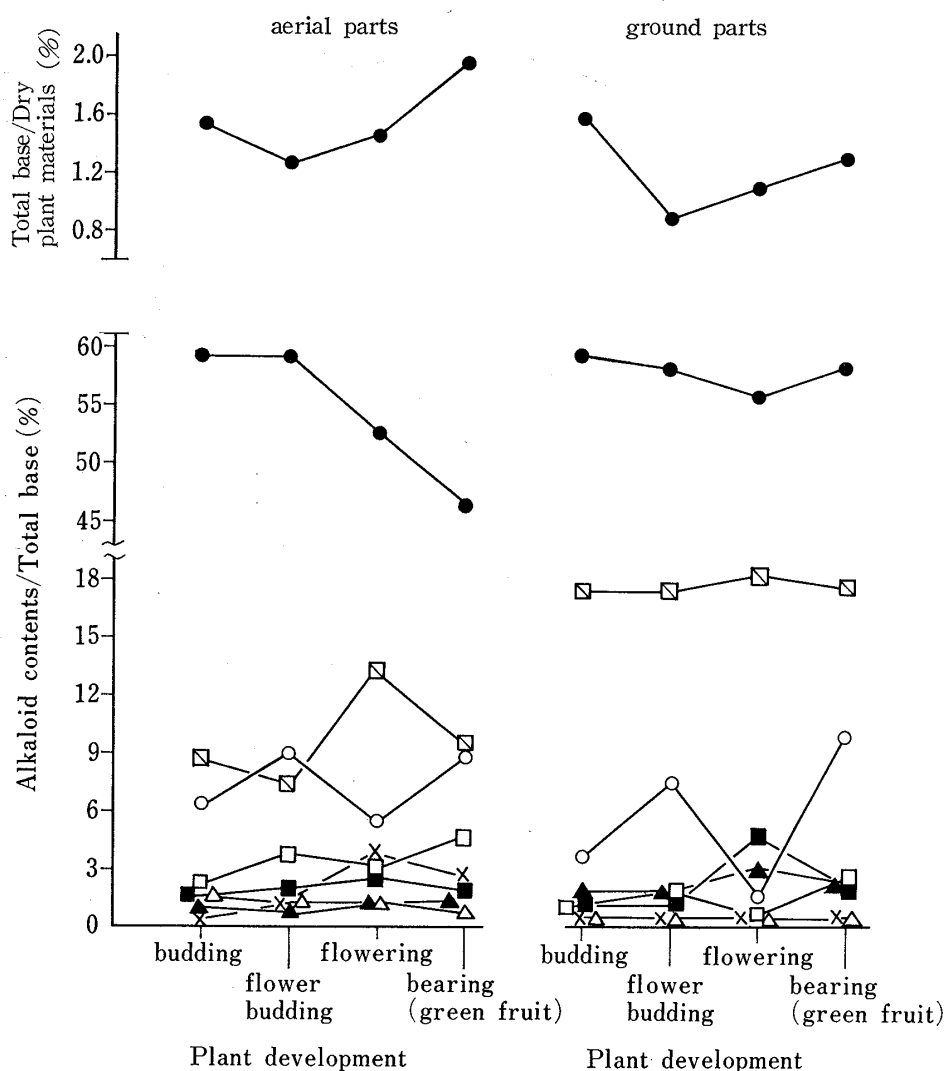 aerial parts
ground parts
Total base/Dry
plant materials (%)
2.0
1.6
1.2
0.8
Alkaloid contents/Total base (%)
60
55
50
45
18
15
12
9
6
3
0
budding
flowering
flower
budding
bearing
(green fruit)
Plant development
budding
flowering
flower
budding
bearing
(green fruit)
Plant development